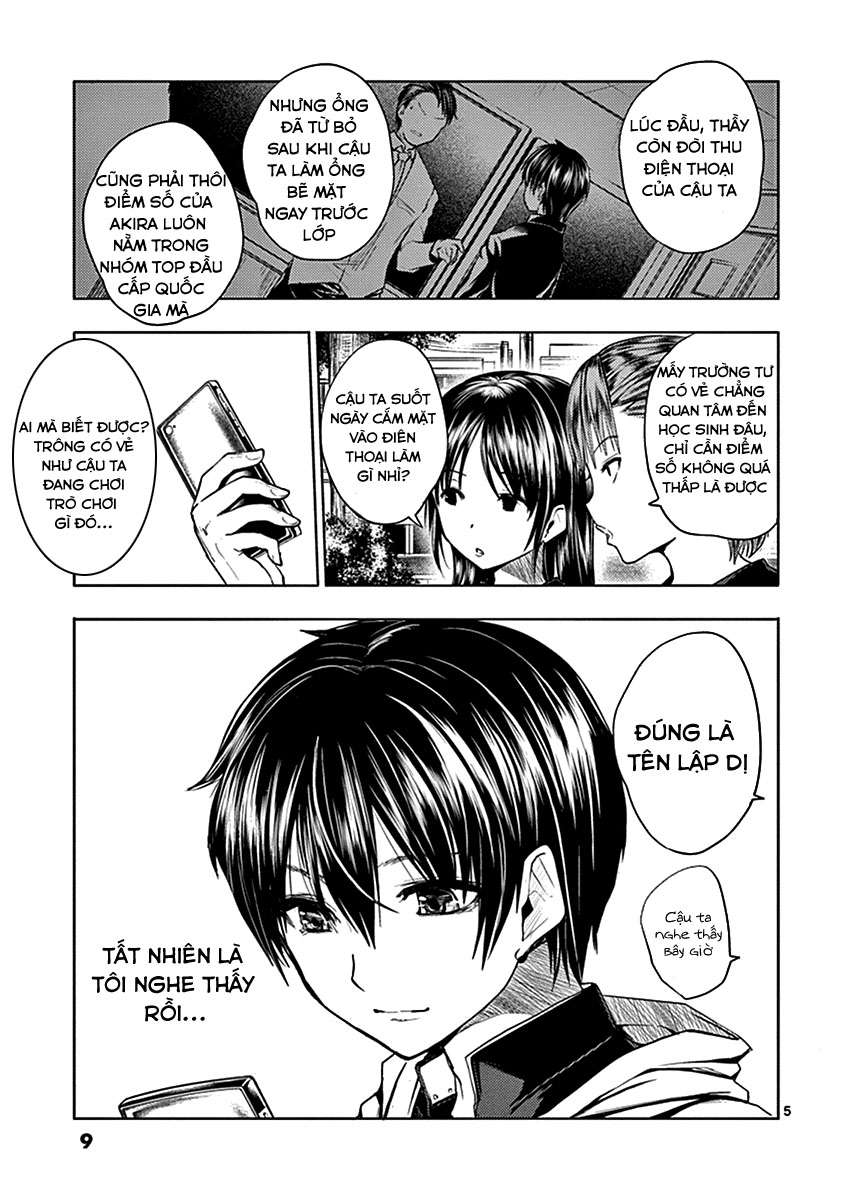 LÚC ĐẦU, THẦY
CÒN ĐÒI THU
ĐIỆN THOẠI
CỦA CẬU TA
NHƯNG ỔNG
ĐÃ TỪ BỎ
SAU KHI CẬU
TA LÀM ỔNG
BẼ MẶT
NGAY TRƯỚC
LỚP
CŨNG PHẢI THÔI
ĐIỂM SỐ CỦA
AKIRA LUÔN
NẰM TRONG
NHÓM TOP ĐẦU
CẤP QUỐC
GIA MÀ
MẤY TRƯỜNG TƯ
CÓ VẺ CHẲNG
QUAN TÂM ĐẾN
HỌC SINH ĐÂU,
CHỈ CẦN ĐIỂM
SỐ KHÔNG QUÁ
THẤP LÀ ĐƯỢC
CẬU TA SUỐT
NGÀY CẮM MẶT
VÀO ĐIÊN
THOẠI LÀM
GÌ NHỈ?
AI MÀ BIẾT ĐƯỢC?
TRÔNG CÓ VẺ
NHƯ CẬU TA
ĐANG CHƠI
TRÒ CHƠI
GÌ ĐÓ...
ĐÚNG LÀ
TÊN LẬP DỊ
Cậu ta
nghe thấy
Bây Giờ
TẤT NHIÊN LÀ
TÔI NGHE THẤY
RỒI...
5
9